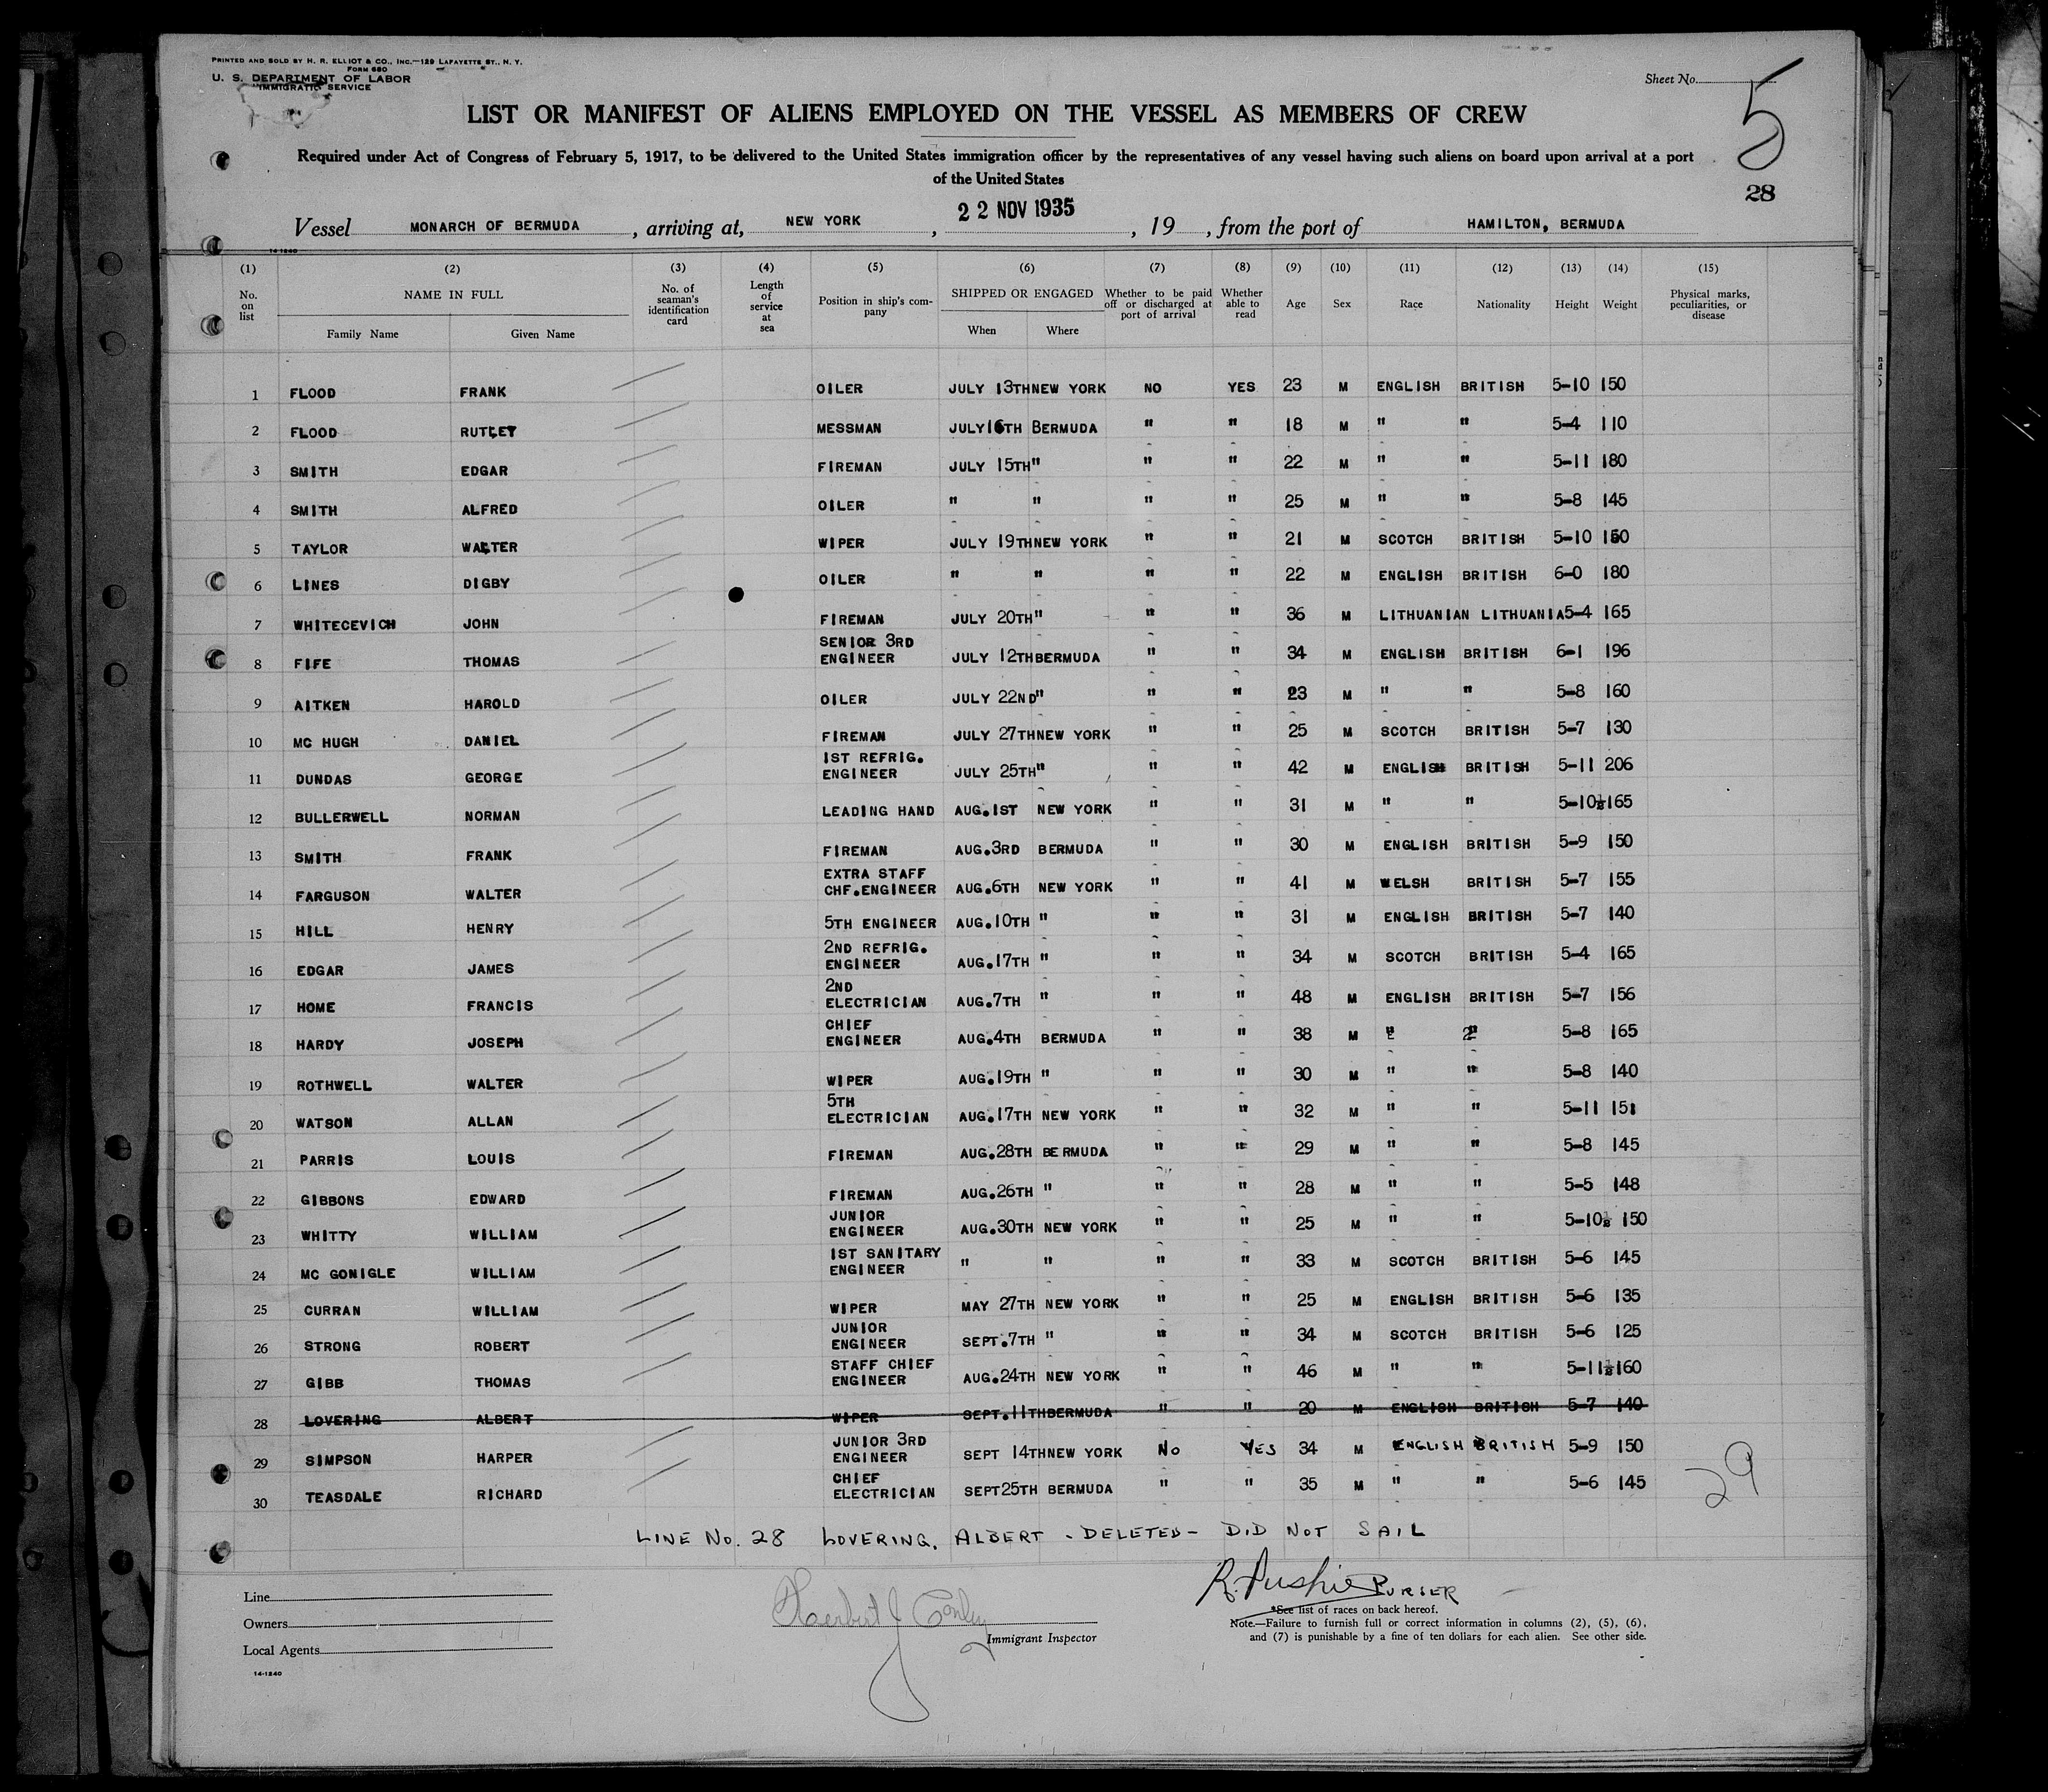 PRINTED AND SOLD BY H. R. ELLIOT & CO., INC.—129 LAFAYETTE ST., N. Y.
FORM 680
U. S. DEPARTMENT OF LABOR
IMMIGRATION SERVICE
Sheet No.
5
LIST OR MANIFEST OF ALIENS EMPLOYED ON THE VESSEL AS MEMBERS OF CREW
Required under Act of Congress of February 5, 1917, to be delivered to the United States immigration officer by the representatives of any vessel having such aliens on board upon arrival at a port
of the United States
28
Vessel MONARCH OF BERMUDA, arriving at, NEW YORK, 22 NOV 1935, 19 , from the port of HAMILTON, BERMUDA
14-1240
(1) (2) (3) (4) (5) (6) (7) (8) (9) (10) (11) (12) (13) (14) (15)
No. on list NAME IN FULL Family Name Given Name No. of seaman's identification card Length of service at sea Position in ship's company SHIPPED OR ENGAGED When Where Whether to be paid off or discharged at port of arrival Whether able to read Age Sex Race Nationality Height Weight Physical marks, peculiarities, or disease
1 FLOOD FRANK OILER JULY 13TH NEW YORK NO YES 23 M ENGLISH BRITISH 5-10 150
2 FLOOD RUTLEY MESSMAN JULY 16TH BERMUDA " " 18 M " " 5-4 110
3 SMITH EDGAR FIREMAN JULY 15TH " " " 22 M " " 5-11 180
4 SMITH ALFRED OILER " " " " 25 M " " 5-8 145
5 TAYLOR WALTER WIPER JULY 19TH NEW YORK " " 21 M SCOTCH BRITISH 5-10 150
6 LINES DIGBY OILER " " " " 22 M ENGLISH BRITISH 6-0 180
7 WHITECEVICH JOHN FIREMAN JULY 20TH " " " 36 M LITHUANIAN LITHUANIA 5-4 165
8 FIFE THOMAS SENIOR 3RD ENGINEER JULY 12TH BERMUDA " " 34 M ENGLISH BRITISH 6-1 196
9 AITKEN HAROLD OILER JULY 22ND " " " 23 M " " 5-8 160
10 MC HUGH DANIEL FIREMAN JULY 27TH NEW YORK " " 25 M SCOTCH BRITISH 5-7 130
11 DUNDAS GEORGE 1ST REFRIG. ENGINEER JULY 25TH " " " 42 M ENGLISH BRITISH 5-11 206
12 BULLERWELL NORMAN LEADING HAND AUG.1ST NEW YORK " " 31 M " " 5-10½ 165
13 SMITH FRANK FIREMAN AUG.3RD BERMUDA " " 30 M ENGLISH BRITISH 5-9 150
14 FARGUSON WALTER EXTRA STAFF CHF.ENGINEER AUG.6TH NEW YORK " " 41 M WELSH BRITISH 5-7 155
15 HILL HENRY 5TH ENGINEER AUG.10TH " " " 31 M ENGLISH BRITISH 5-7 140
16 EDGAR JAMES 2ND REFRIG. ENGINEER AUG.17TH " " " 34 M SCOTCH BRITISH 5-4 165
17 HOME FRANCIS 2ND ELECTRICIAN AUG.7TH " " " 48 M ENGLISH BRITISH 5-7 156
18 HARDY JOSEPH CHIEF ENGINEER AUG.4TH BERMUDA " " 38 M " " 5-8 165
19 ROTHWELL WALTER WIPER AUG.19TH " " " 30 M " " 5-8 140
20 WATSON ALLAN 5TH ELECTRICIAN AUG.17TH NEW YORK " " 32 M " " 5-11 151
21 PARRIS LOUIS FIREMAN AUG.28TH BERMUDA " " 29 M " " 5-8 145
22 GIBBONS EDWARD FIREMAN AUG.26TH " " " 28 M " " 5-5 148
23 WHITTY WILLIAM JUNIOR ENGINEER AUG.30TH NEW YORK " " 25 M " " 5-10½ 150
24 MC GONIGLE WILLIAM 1ST SANITARY ENGINEER " " " " 33 M SCOTCH BRITISH 5-6 145
25 CURRAN WILLIAM WIPER MAY 27TH NEW YORK " " 25 M ENGLISH BRITISH 5-6 135
26 STRONG ROBERT JUNIOR ENGINEER SEPT.7TH " " " 34 M SCOTCH BRITISH 5-6 125
27 GIBB THOMAS STAFF CHIEF ENGINEER AUG.24TH NEW YORK " " 46 M " " 5-11½ 160
28 LOVERING ALBERT WIPER SEPT.11TH BERMUDA " " 20 M ENGLISH BRITISH 5-7 140
29 SIMPSON HARPER JUNIOR 3RD ENGINEER SEPT 14TH NEW YORK NO YES 34 M ENGLISH BRITISH 5-9 150
30 TEASDALE RICHARD CHIEF ELECTRICIAN SEPT 25TH BERMUDA " " 35 M " " 5-6 145
29
LINE No. 28 LOVERING, ALBERT - DELETED - DID NOT SAIL
Line
Owners
Local Agents
14-1240
Herbert J
Immigrant Inspector
PURSER
*See list of races on back hereof.
Note.—Failure to furnish full or correct information in columns (2), (5), (6),
and (7) is punishable by a fine of ten dollars for each alien. See other side.